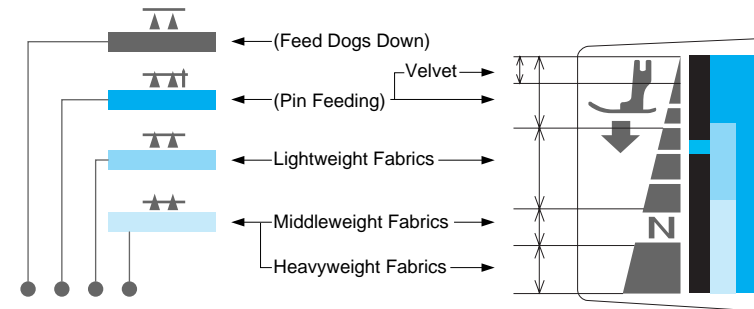 (Feed Dogs Down)
Velvet
(Pin Feeding)
Lightweight Fabrics
Middleweight Fabrics
N
Heavyweight Fabrics